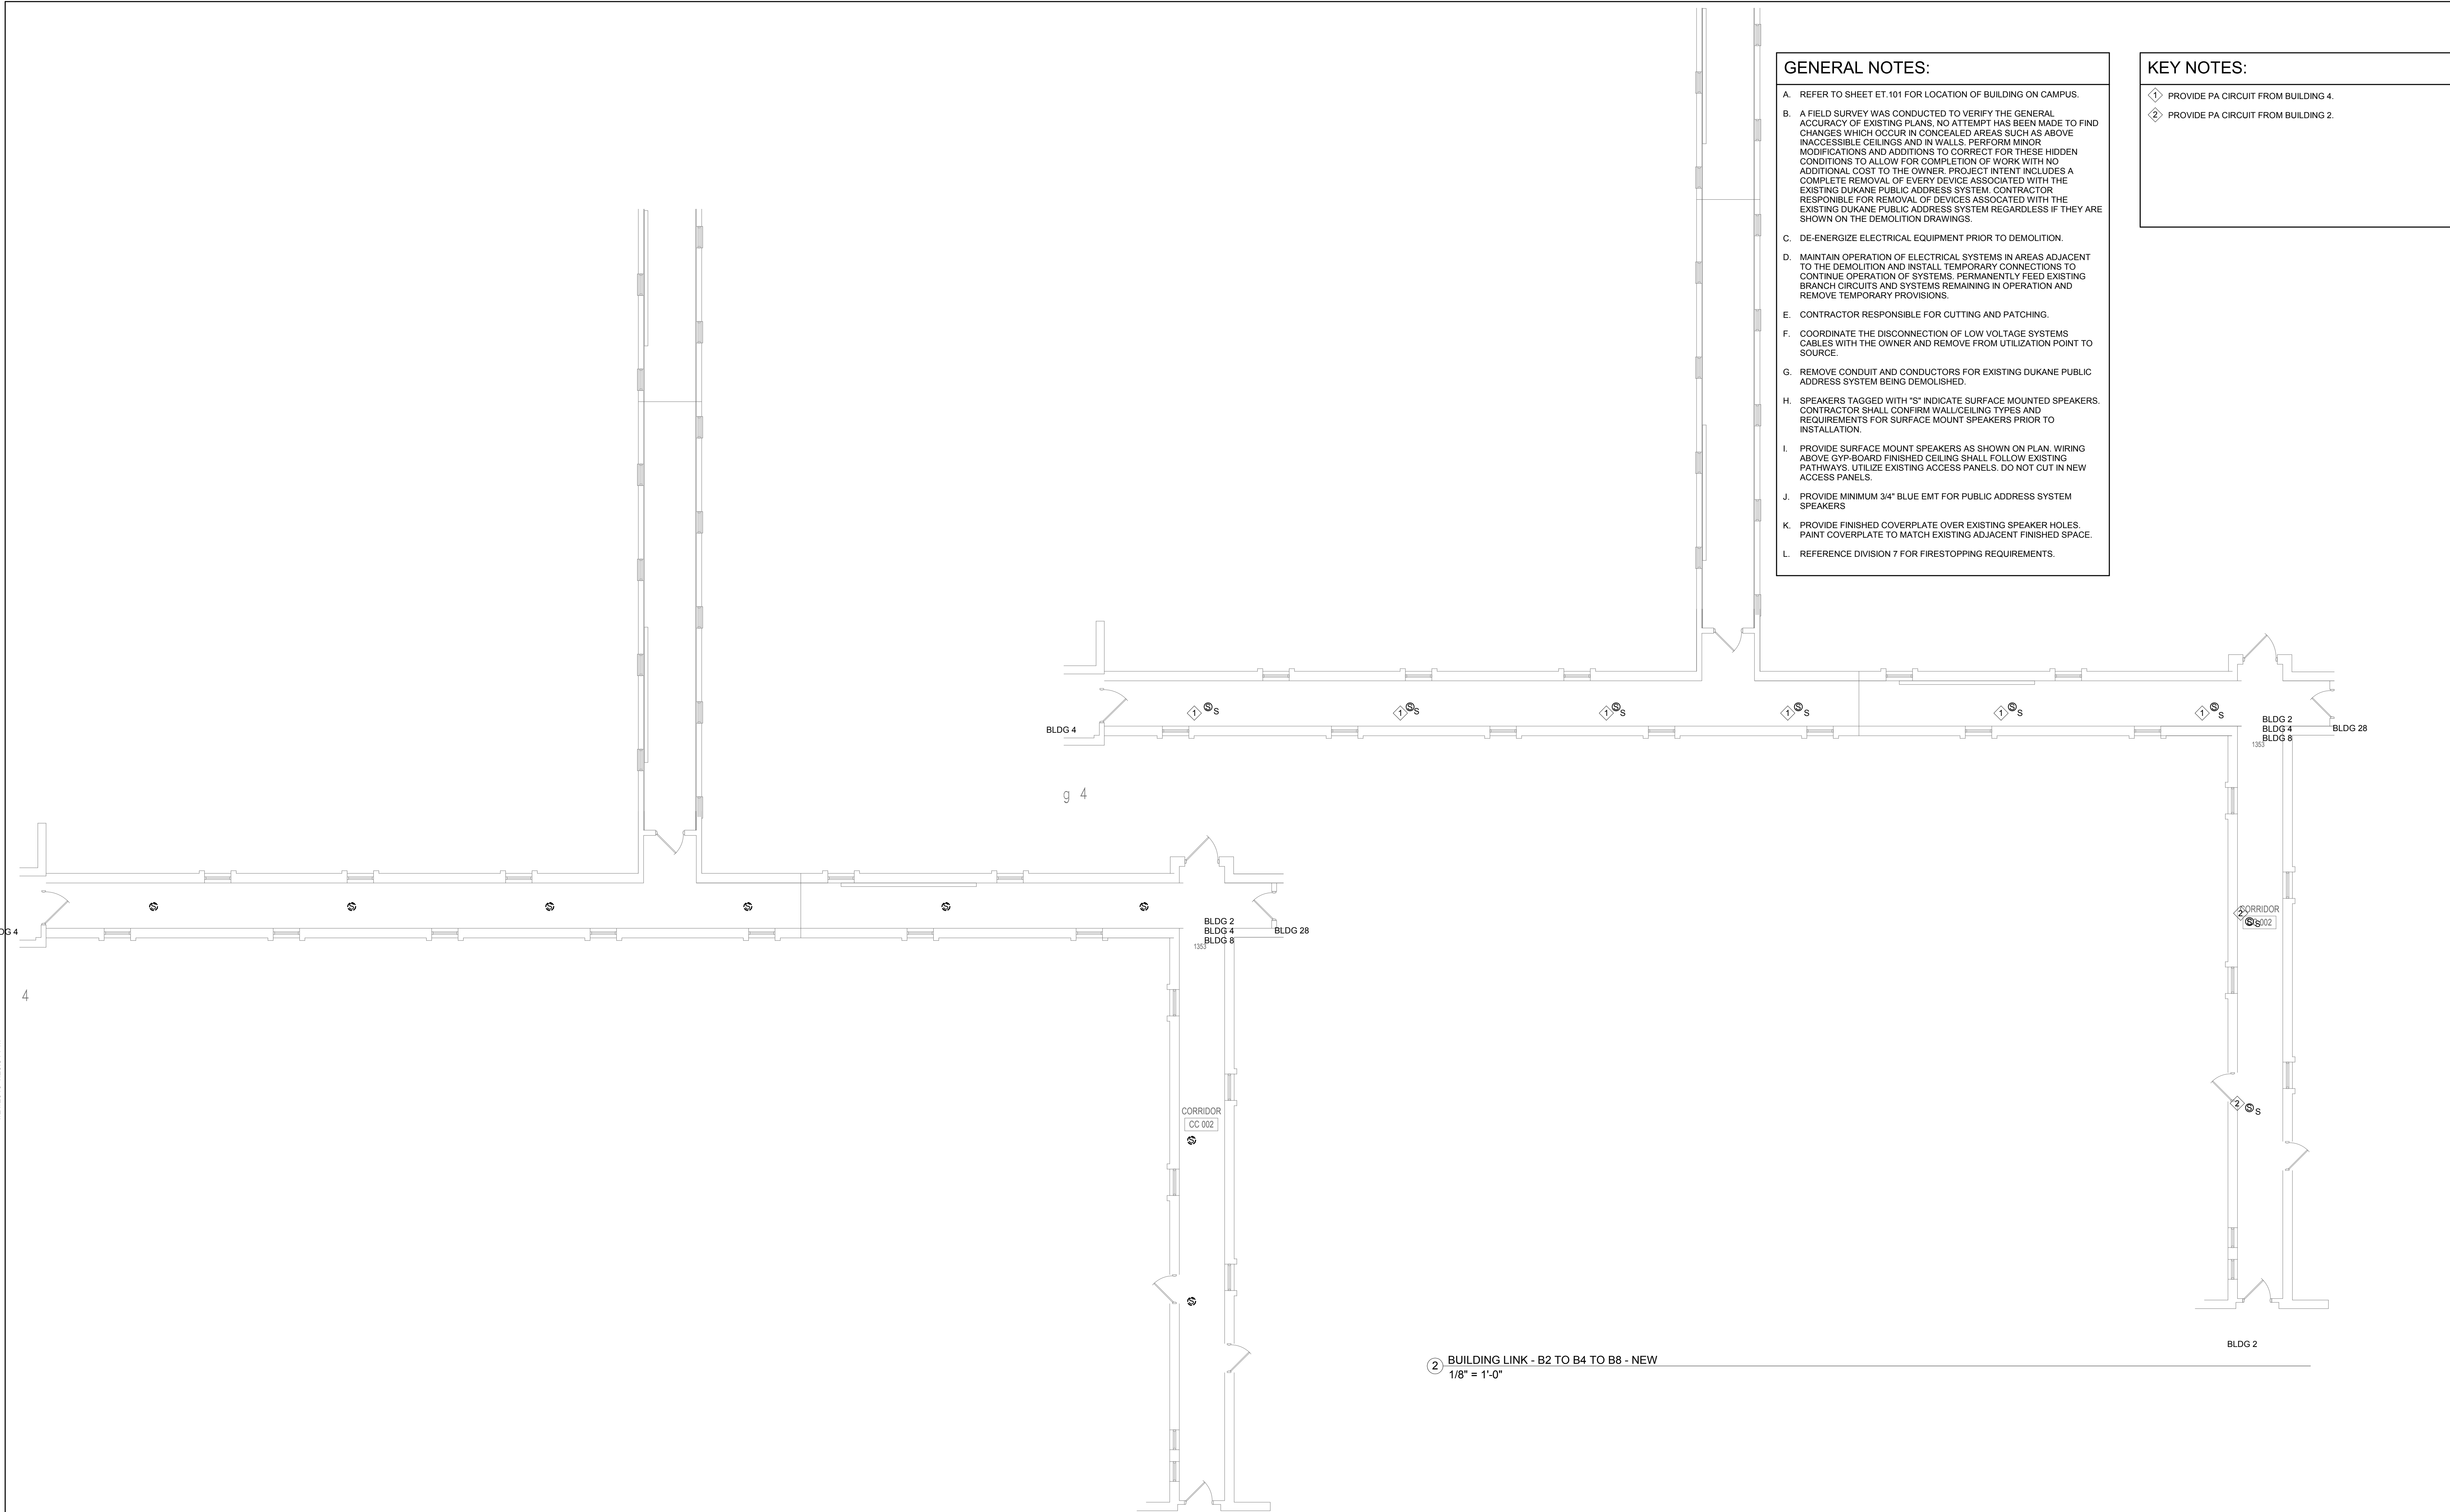 GENERAL NOTES:
A. REFER TO SHEET ET.101 FOR LOCATION OF BUILDING ON CAMPUS.
B. A FIELD SURVEY WAS CONDUCTED TO VERIFY THE GENERAL
ACCURACY OF EXISTING PLANS, NO ATTEMPT HAS BEEN MADE TO FIND
CHANGES WHICH OCCUR IN CONCEALED AREAS SUCH AS ABOVE
INACCESSIBLE CEILINGS AND IN WALLS. PERFORM MINOR
MODIFICATIONS AND ADDITIONS TO CORRECT FOR THESE HIDDEN
CONDITIONS TO ALLOW FOR COMPLETION OF WORK WITH NO
ADDITIONAL COST TO THE OWNER. PROJECT INTENT INCLUDES A
COMPLETE REMOVAL OF EVERY DEVICE ASSOCIATED WITH THE
EXISTING DUKANE PUBLIC ADDRESS SYSTEM. CONTRACTOR
RESPONIBLE FOR REMOVAL OF DEVICES ASSOCATED WITH THE
EXISTING DUKANE PUBLIC ADDRESS SYSTEM REGARDLESS IF THEY ARE
SHOWN ON THE DEMOLITION DRAWINGS.
C. DE-ENERGIZE ELECTRICAL EQUIPMENT PRIOR TO DEMOLITION.
D. MAINTAIN OPERATION OF ELECTRICAL SYSTEMS IN AREAS ADJACENT
TO THE DEMOLITION AND INSTALL TEMPORARY CONNECTIONS TO
CONTINUE OPERATION OF SYSTEMS. PERMANENTLY FEED EXISTING
BRANCH CIRCUITS AND SYSTEMS REMAINING IN OPERATION AND
REMOVE TEMPORARY PROVISIONS.
E. CONTRACTOR RESPONSIBLE FOR CUTTING AND PATCHING.
F. COORDINATE THE DISCONNECTION OF LOW VOLTAGE SYSTEMS
CABLES WITH THE OWNER AND REMOVE FROM UTILIZATION POINT TO
SOURCE.
G. REMOVE CONDUIT AND CONDUCTORS FOR EXISTING DUKANE PUBLIC
ADDRESS SYSTEM BEING DEMOLISHED.
H. SPEAKERS TAGGED WITH "S" INDICATE SURFACE MOUNTED SPEAKERS.
CONTRACTOR SHALL CONFIRM WALL/CEILING TYPES AND
REQUIREMENTS FOR SURFACE MOUNT SPEAKERS PRIOR TO
INSTALLATION.
I. PROVIDE SURFACE MOUNT SPEAKERS AS SHOWN ON PLAN. WIRING
ABOVE GYP-BOARD FINISHED CEILING SHALL FOLLOW EXISTING
PATHWAYS. UTILIZE EXISTING ACCESS PANELS. DO NOT CUT IN NEW
ACCESS PANELS.
J. PROVIDE MINIMUM 3/4" BLUE EMT FOR PUBLIC ADDRESS SYSTEM
SPEAKERS
K. PROVIDE FINISHED COVERPLATE OVER EXISTING SPEAKER HOLES.
PAINT COVERPLATE TO MATCH EXISTING ADJACENT FINISHED SPACE.
L. REFERENCE DIVISION 7 FOR FIRESTOPPING REQUIREMENTS.
KEY NOTES:
1 PROVIDE PA CIRCUIT FROM BUILDING 4.
2 PROVIDE PA CIRCUIT FROM BUILDING 2.
1 S S
1 S S
1 S S
1 S S
1 S S
1 S S
BLDG 4
BLDG 2
BLDG 4
BLDG 8
BLDG 28
1353
g 4
CORRIDOR
2
S S
002
2 S S
BLDG 2
2 BUILDING LINK - B2 TO B4 TO B8 - NEW
1/8" = 1'-0"
G 4
S S S S S S
BLDG 2
BLDG 4
BLDG 8
BLDG 28
1353
4
CORRIDOR
CC 002
S
S